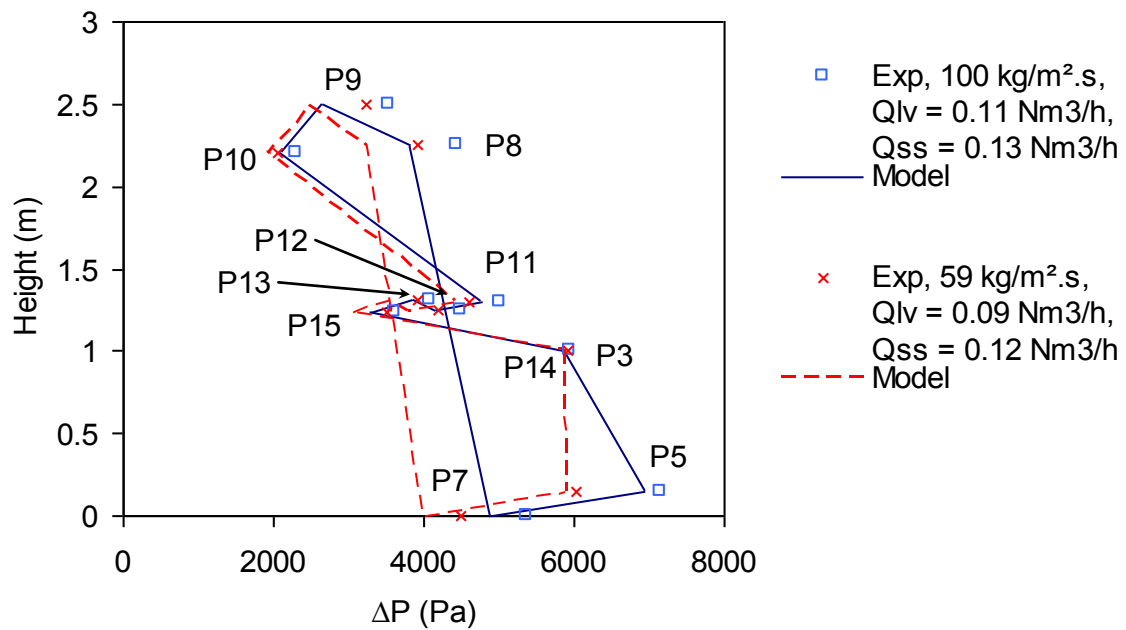 3
2.5
2
1.5
1
0.5
0
Height (m)
0
2000
4000
6000
8000
ΔP (Pa)
P9
P8
P10
P12
P11
P13
P15
P14
P3
P5
P7
Exp, 100 kg/m².s,
Qlv = 0.11 Nm3/h,
Qss = 0.13 Nm3/h
Model
Exp, 59 kg/m².s,
Qlv = 0.09 Nm3/h,
Qss = 0.12 Nm3/h
Model